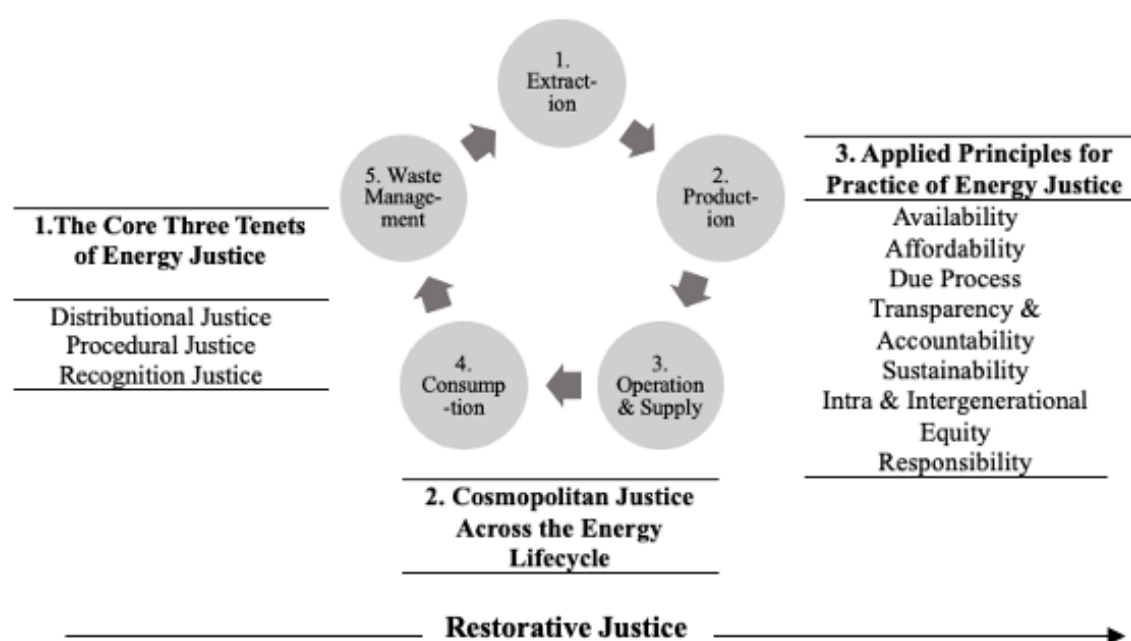 1.
Extract-
ion
5. Waste
Manage-
ment
2.
Product-
ion
4.
Consump
-tion
3.
Operation
& Supply
1.The Core Three Tenets
of Energy Justice
Distributional Justice
Procedural Justice
Recognition Justice
2. Cosmopolitan Justice
Across the Energy
Lifecycle
3. Applied Principles for
Practice of Energy Justice
Availability
Affordability
Due Process
Transparency &
Accountability
Sustainability
Intra & Intergenerational
Equity
Responsibility
Restorative Justice